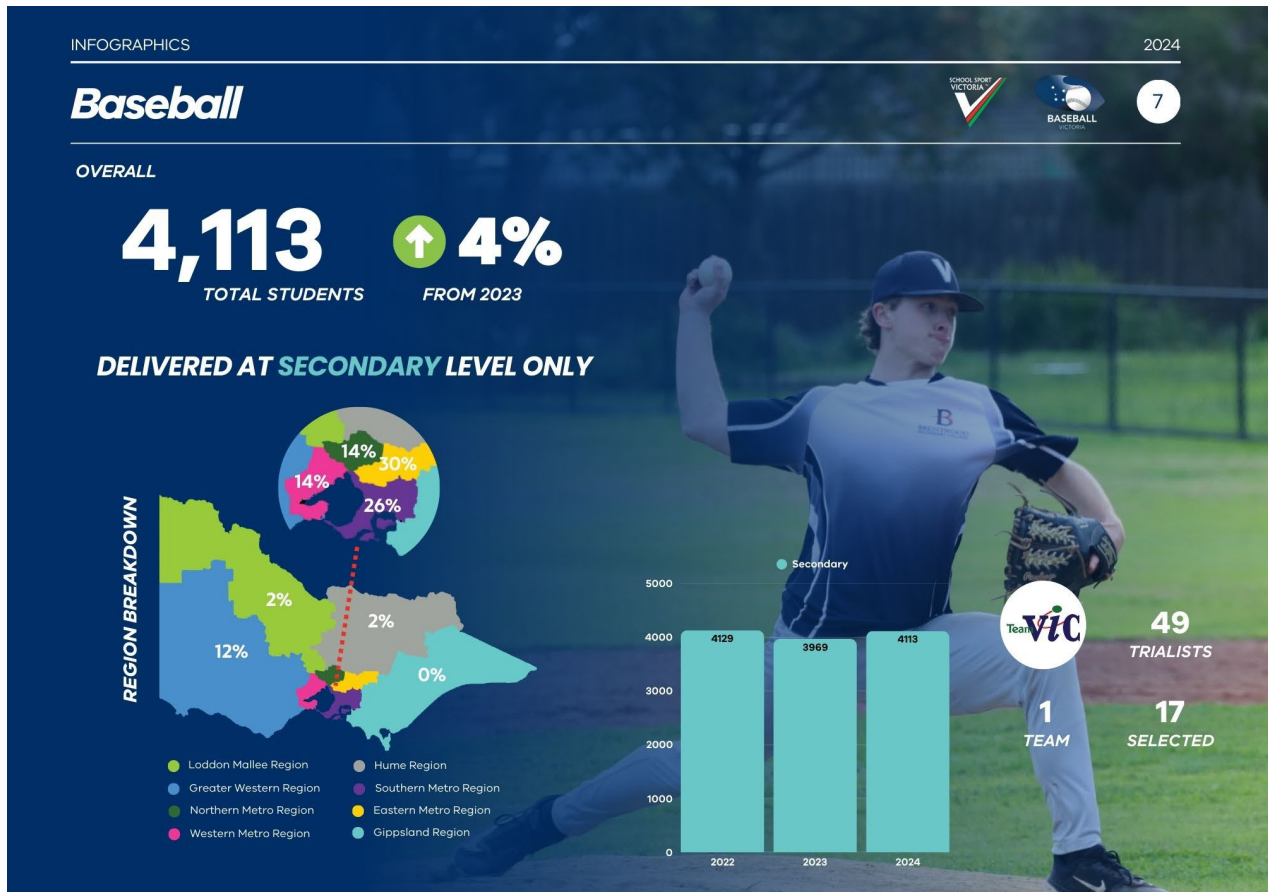 INFOGRAPHICS
2024
Baseball
SCHOOL SPORT
VICTORIA
BASEBALL
VICTORIA
7
OVERALL
4,113
TOTAL STUDENTS
4%
FROM 2023
DELIVERED AT SECONDARY LEVEL ONLY
REGION BREAKDOWN
14%
30%
14%
26%
2%
2%
12%
0%
Loddon Mallee Region
Greater Western Region
Northern Metro Region
Western Metro Region
Hume Region
Southern Metro Region
Eastern Metro Region
Gippsland Region
V
B
BRENTWOOD
Secondary
5000
4000
3000
2000
1000
0
4129
3969
4113
2022
2023
2024
Team Vic
49
TRIALISTS
1
TEAM
17
SELECTED